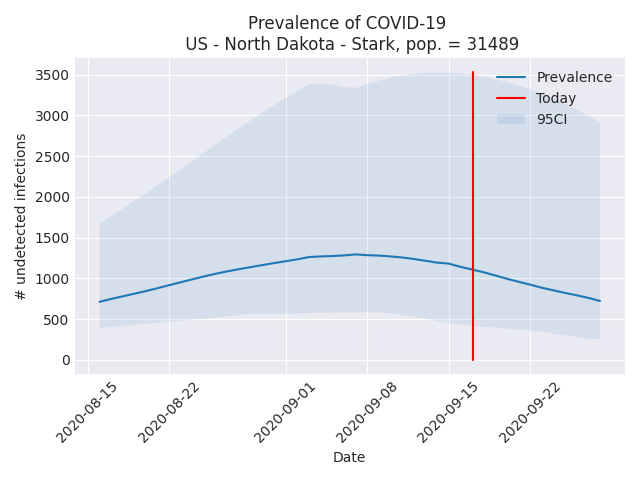 Prevalence of COVID-19
US - North Dakota - Stark, pop. = 31489
3500
3000
2500
2000
1500
1000
500
0
# undetected infections
Prevalence
Today
95CI
2020-08-15
2020-08-22
2020-09-01
2020-09-08
2020-09-15
2020-09-22
Date